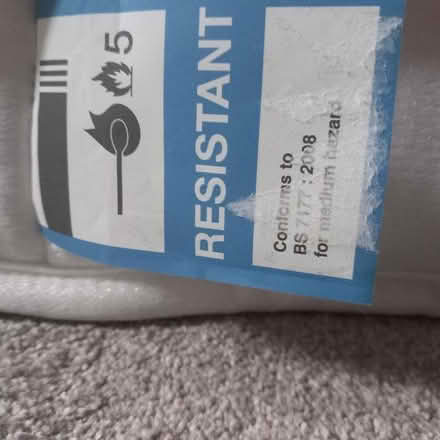 5
RESISTANT
Conforms to
BS 7177 : 2008
for medium hazard